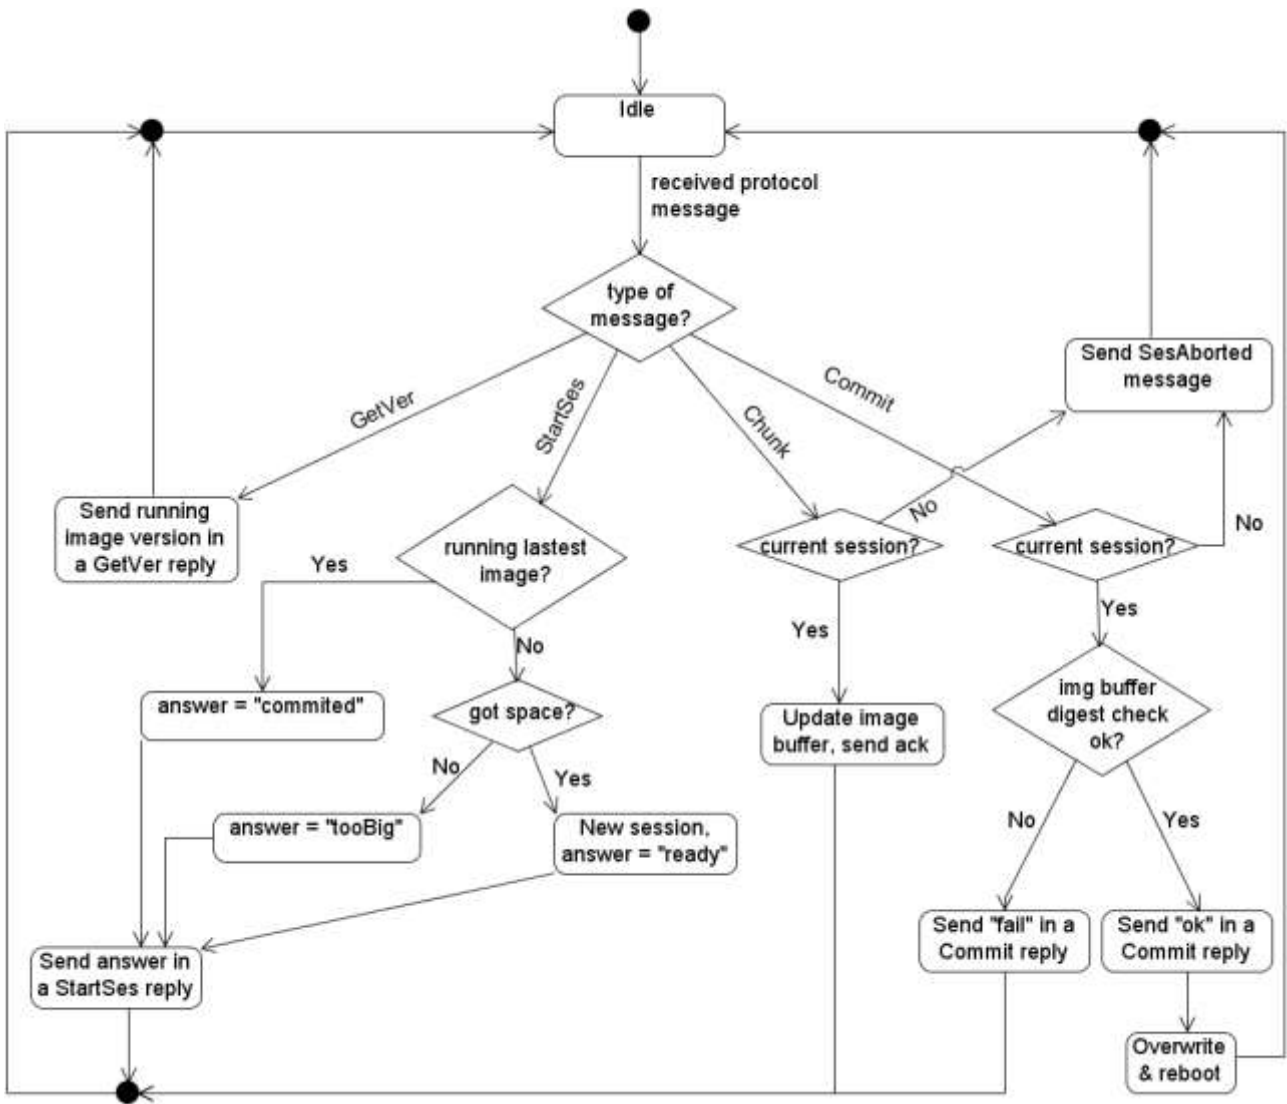 Idle
received protocol
message
type of
message?
GetVer
StartSes
Chunk
Commit
Send SesAborted
message
Send running
image version in
a GetVer reply
running lastest
image?
Yes
No
current session?
No
current session?
No
Yes
Yes
answer = "commited"
got space?
No
Yes
Update image
buffer, send ack
img buffer
digest check
ok?
No
Yes
answer = "tooBig"
New session,
answer = "ready"
Send answer in
a StartSes reply
Send "fail" in a
Commit reply
Send "ok" in a
Commit reply
Overwrite
& reboot